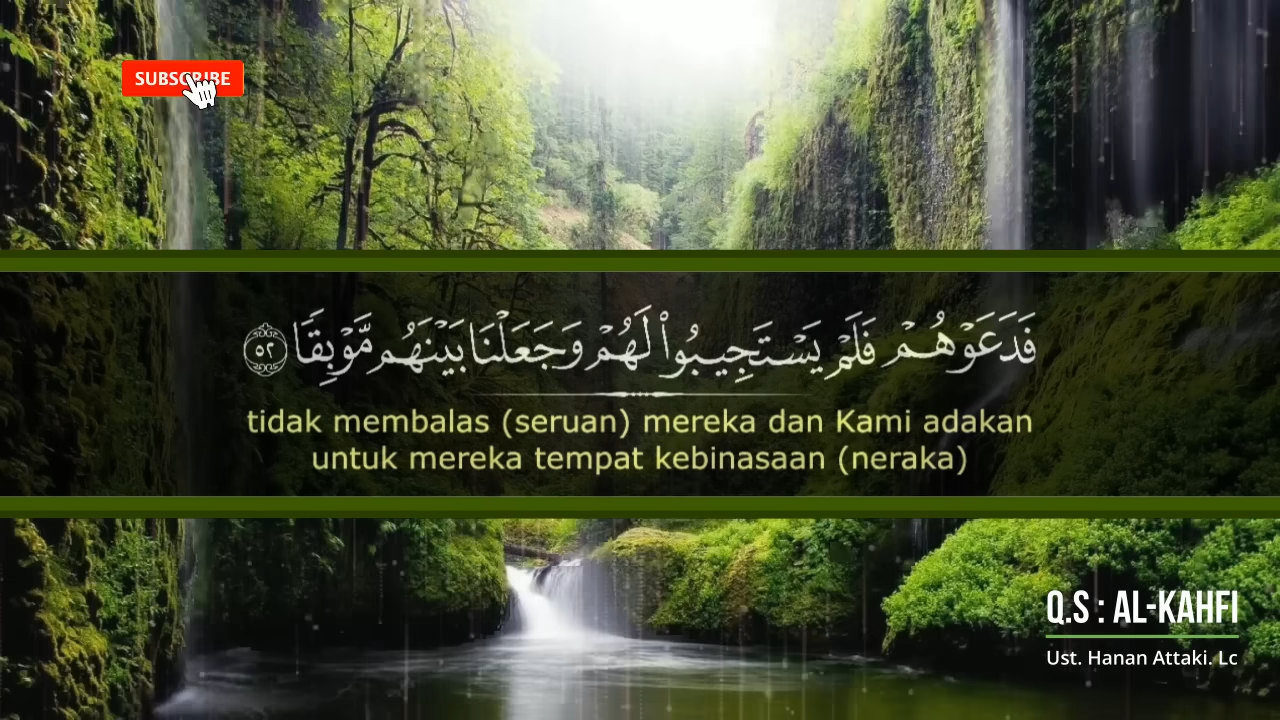 SUBSCRIBE
فَدَعَوْهُمْ فَلَمْ يَسْتَجِيبُوا۟ لَهُمْ وَجَعَلْنَا بَيْنَهُم مَّوْبِقًا ٥٢
tidak membalas (seruan) mereka dan Kami adakan
untuk mereka tempat kebinasaan (neraka)
Q.S : AL-KAHFI
Ust. Hanan Attaki. Lc